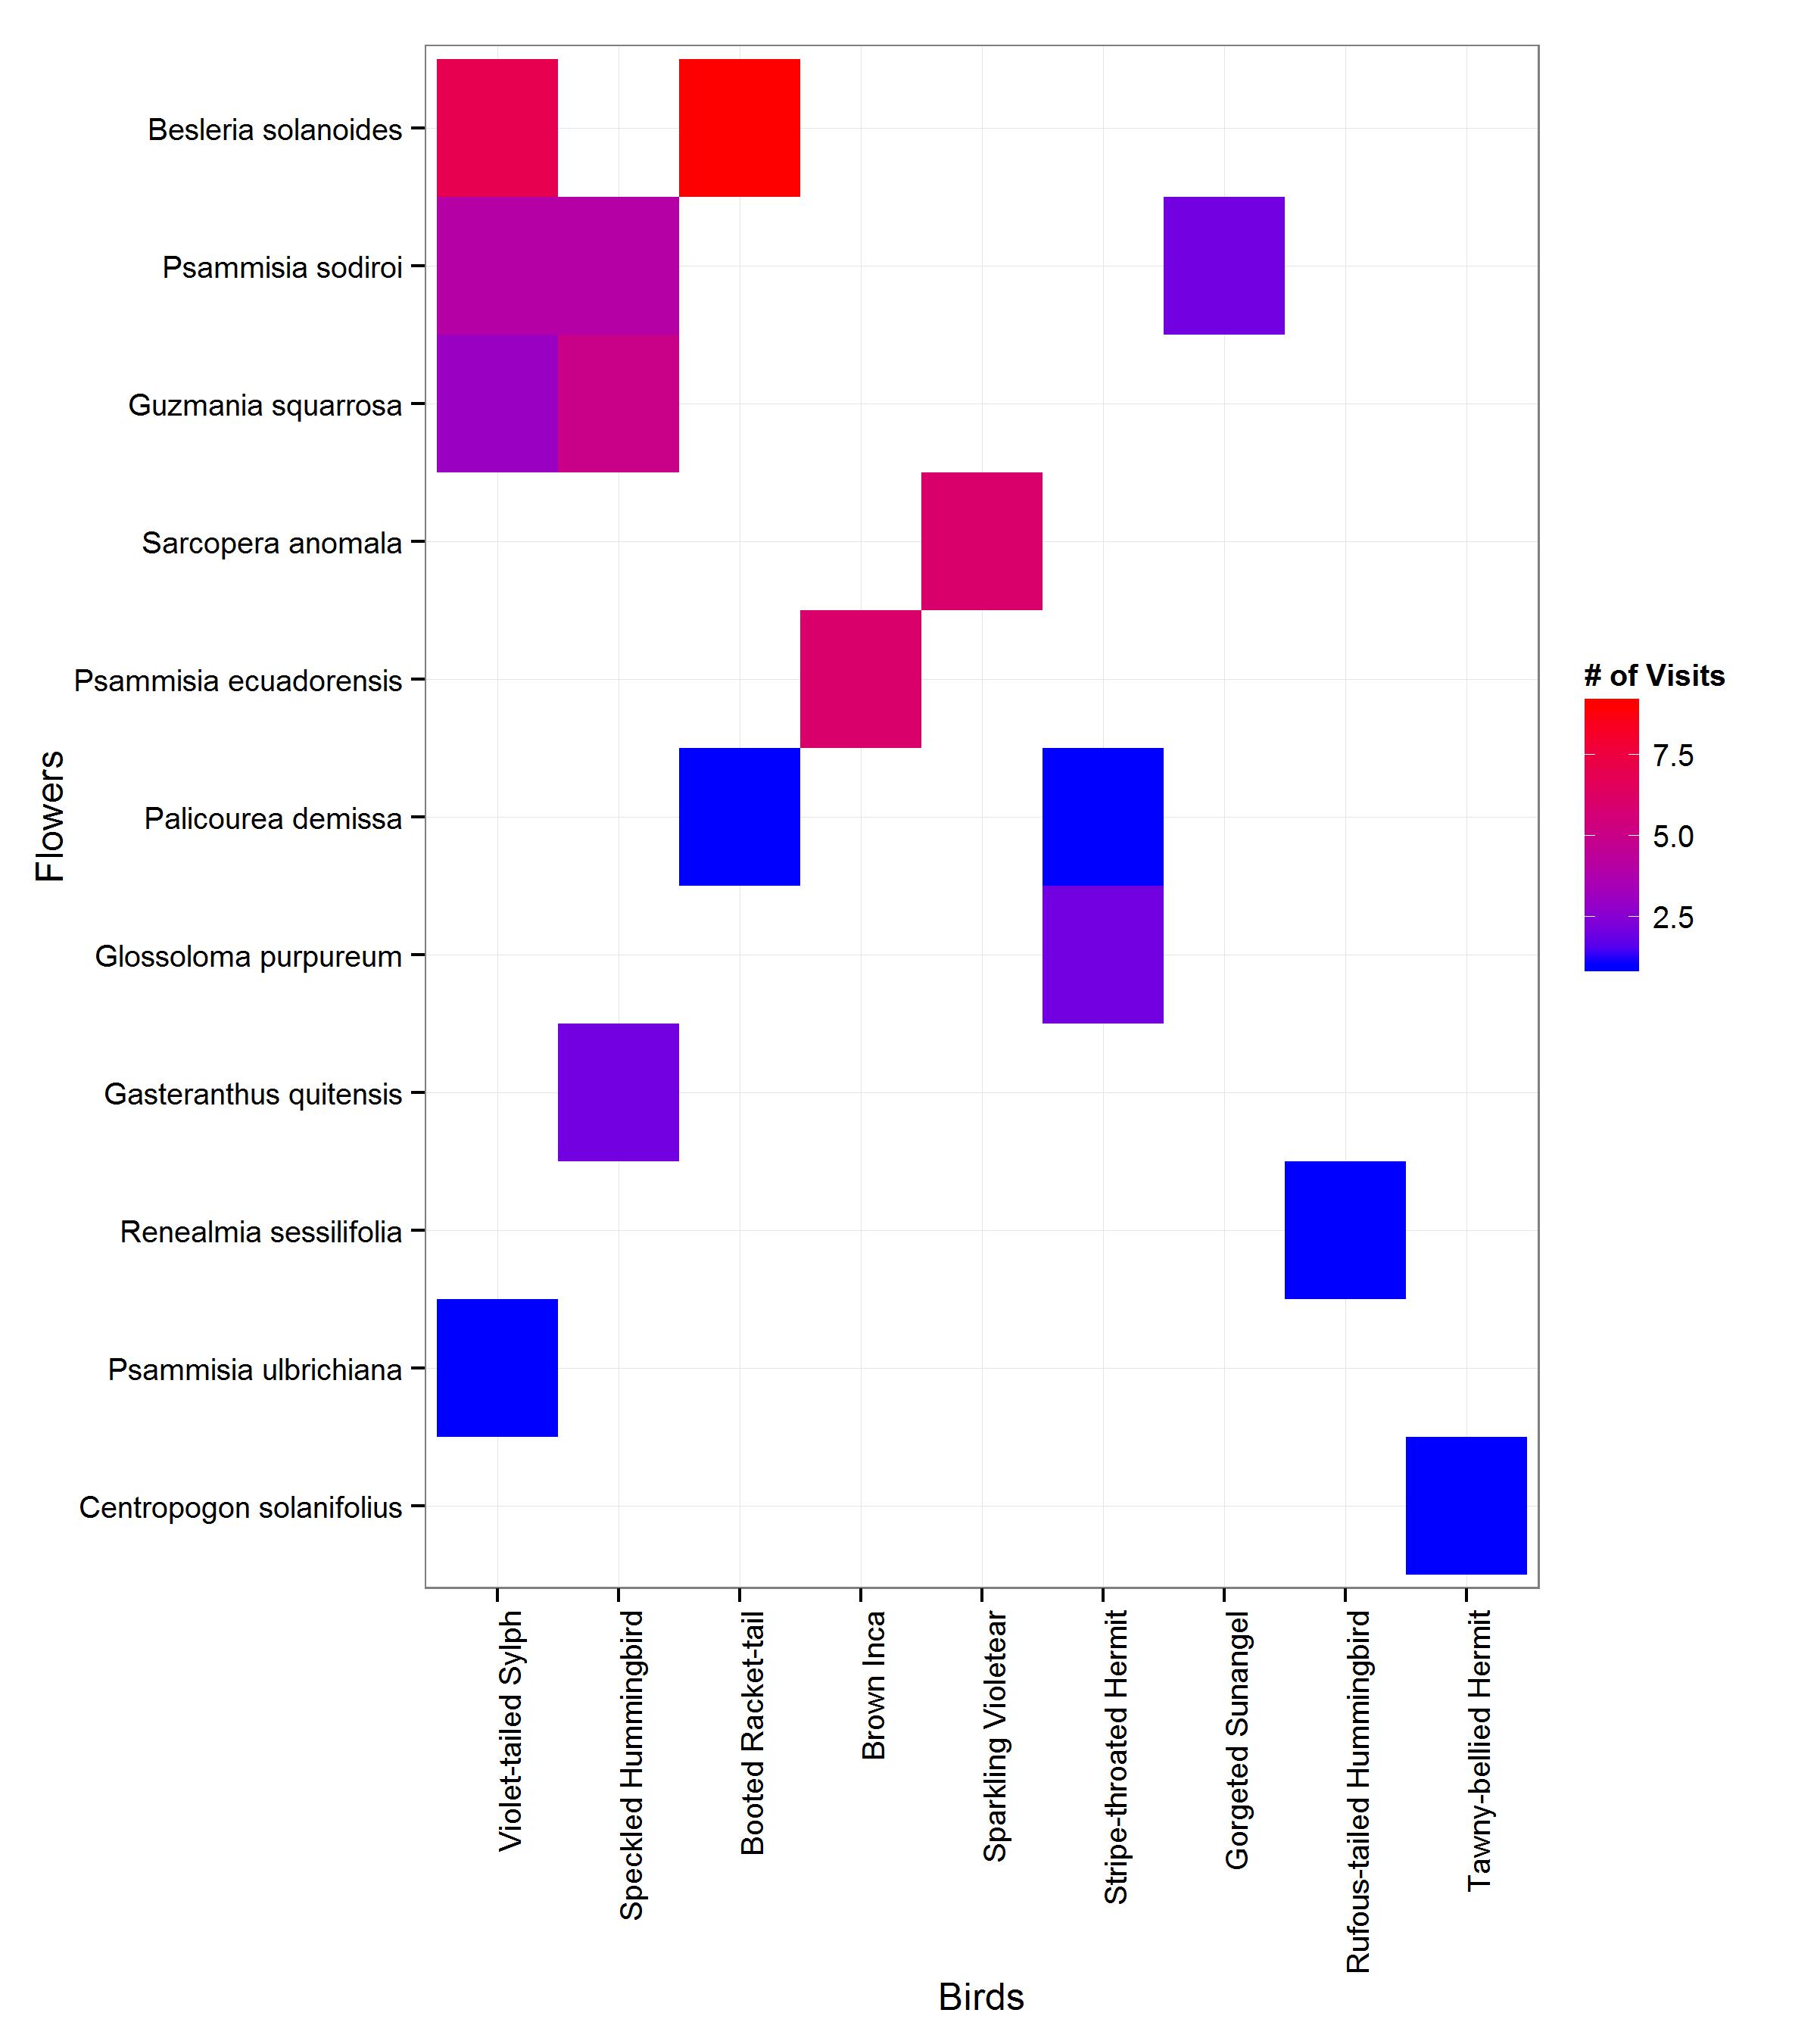 Besleria solanoides
Psammisia sodiroi
Guzmania squarrosa
Sarcopera anomala
Psammisia ecuadorensis
Palicourea demissa
Glossoloma purpureum
Gasteranthus quitensis
Renealmia sessilifolia
Psammisia ulbrichiana
Centropogon solanifolius
Flowers
# of Visits
7.5
5.0
2.5
Violet-tailed Sylph
Speckled Hummingbird
Booted Racket-tail
Brown Inca
Sparkling Violetear
Stripe-throated Hermit
Gorgeted Sunangel
Rufous-tailed Hummingbird
Tawny-bellied Hermit
Birds